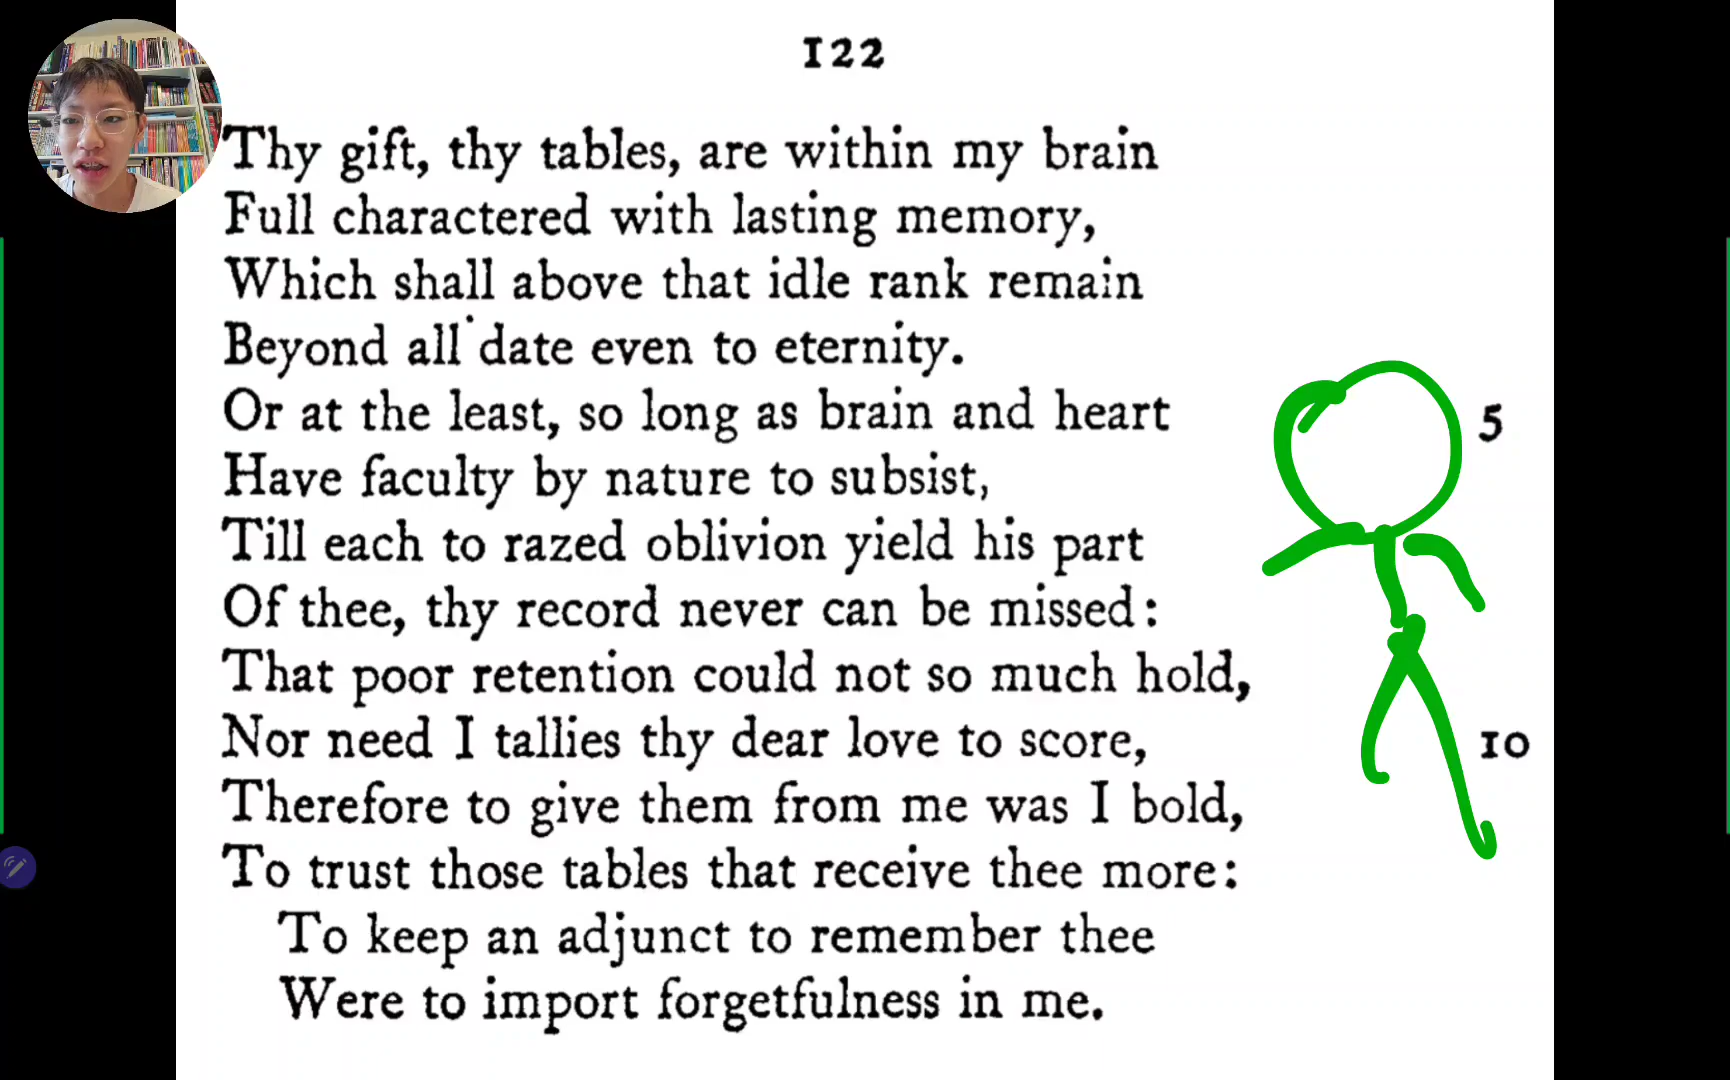 122
Thy gift, thy tables, are within my brain
Full charactered with lasting memory,
Which shall above that idle rank remain
Beyond all date even to eternity.
Or at the least, so long as brain and heart
5
Have faculty by nature to subsist,
Till each to razed oblivion yield his part
Of thee, thy record never can be missed:
That poor retention could not so much hold,
Nor need I tallies thy dear love to score,
10
Therefore to give them from me was I bold,
To trust those tables that receive thee more:
To keep an adjunct to remember thee
Were to import forgetfulness in me.